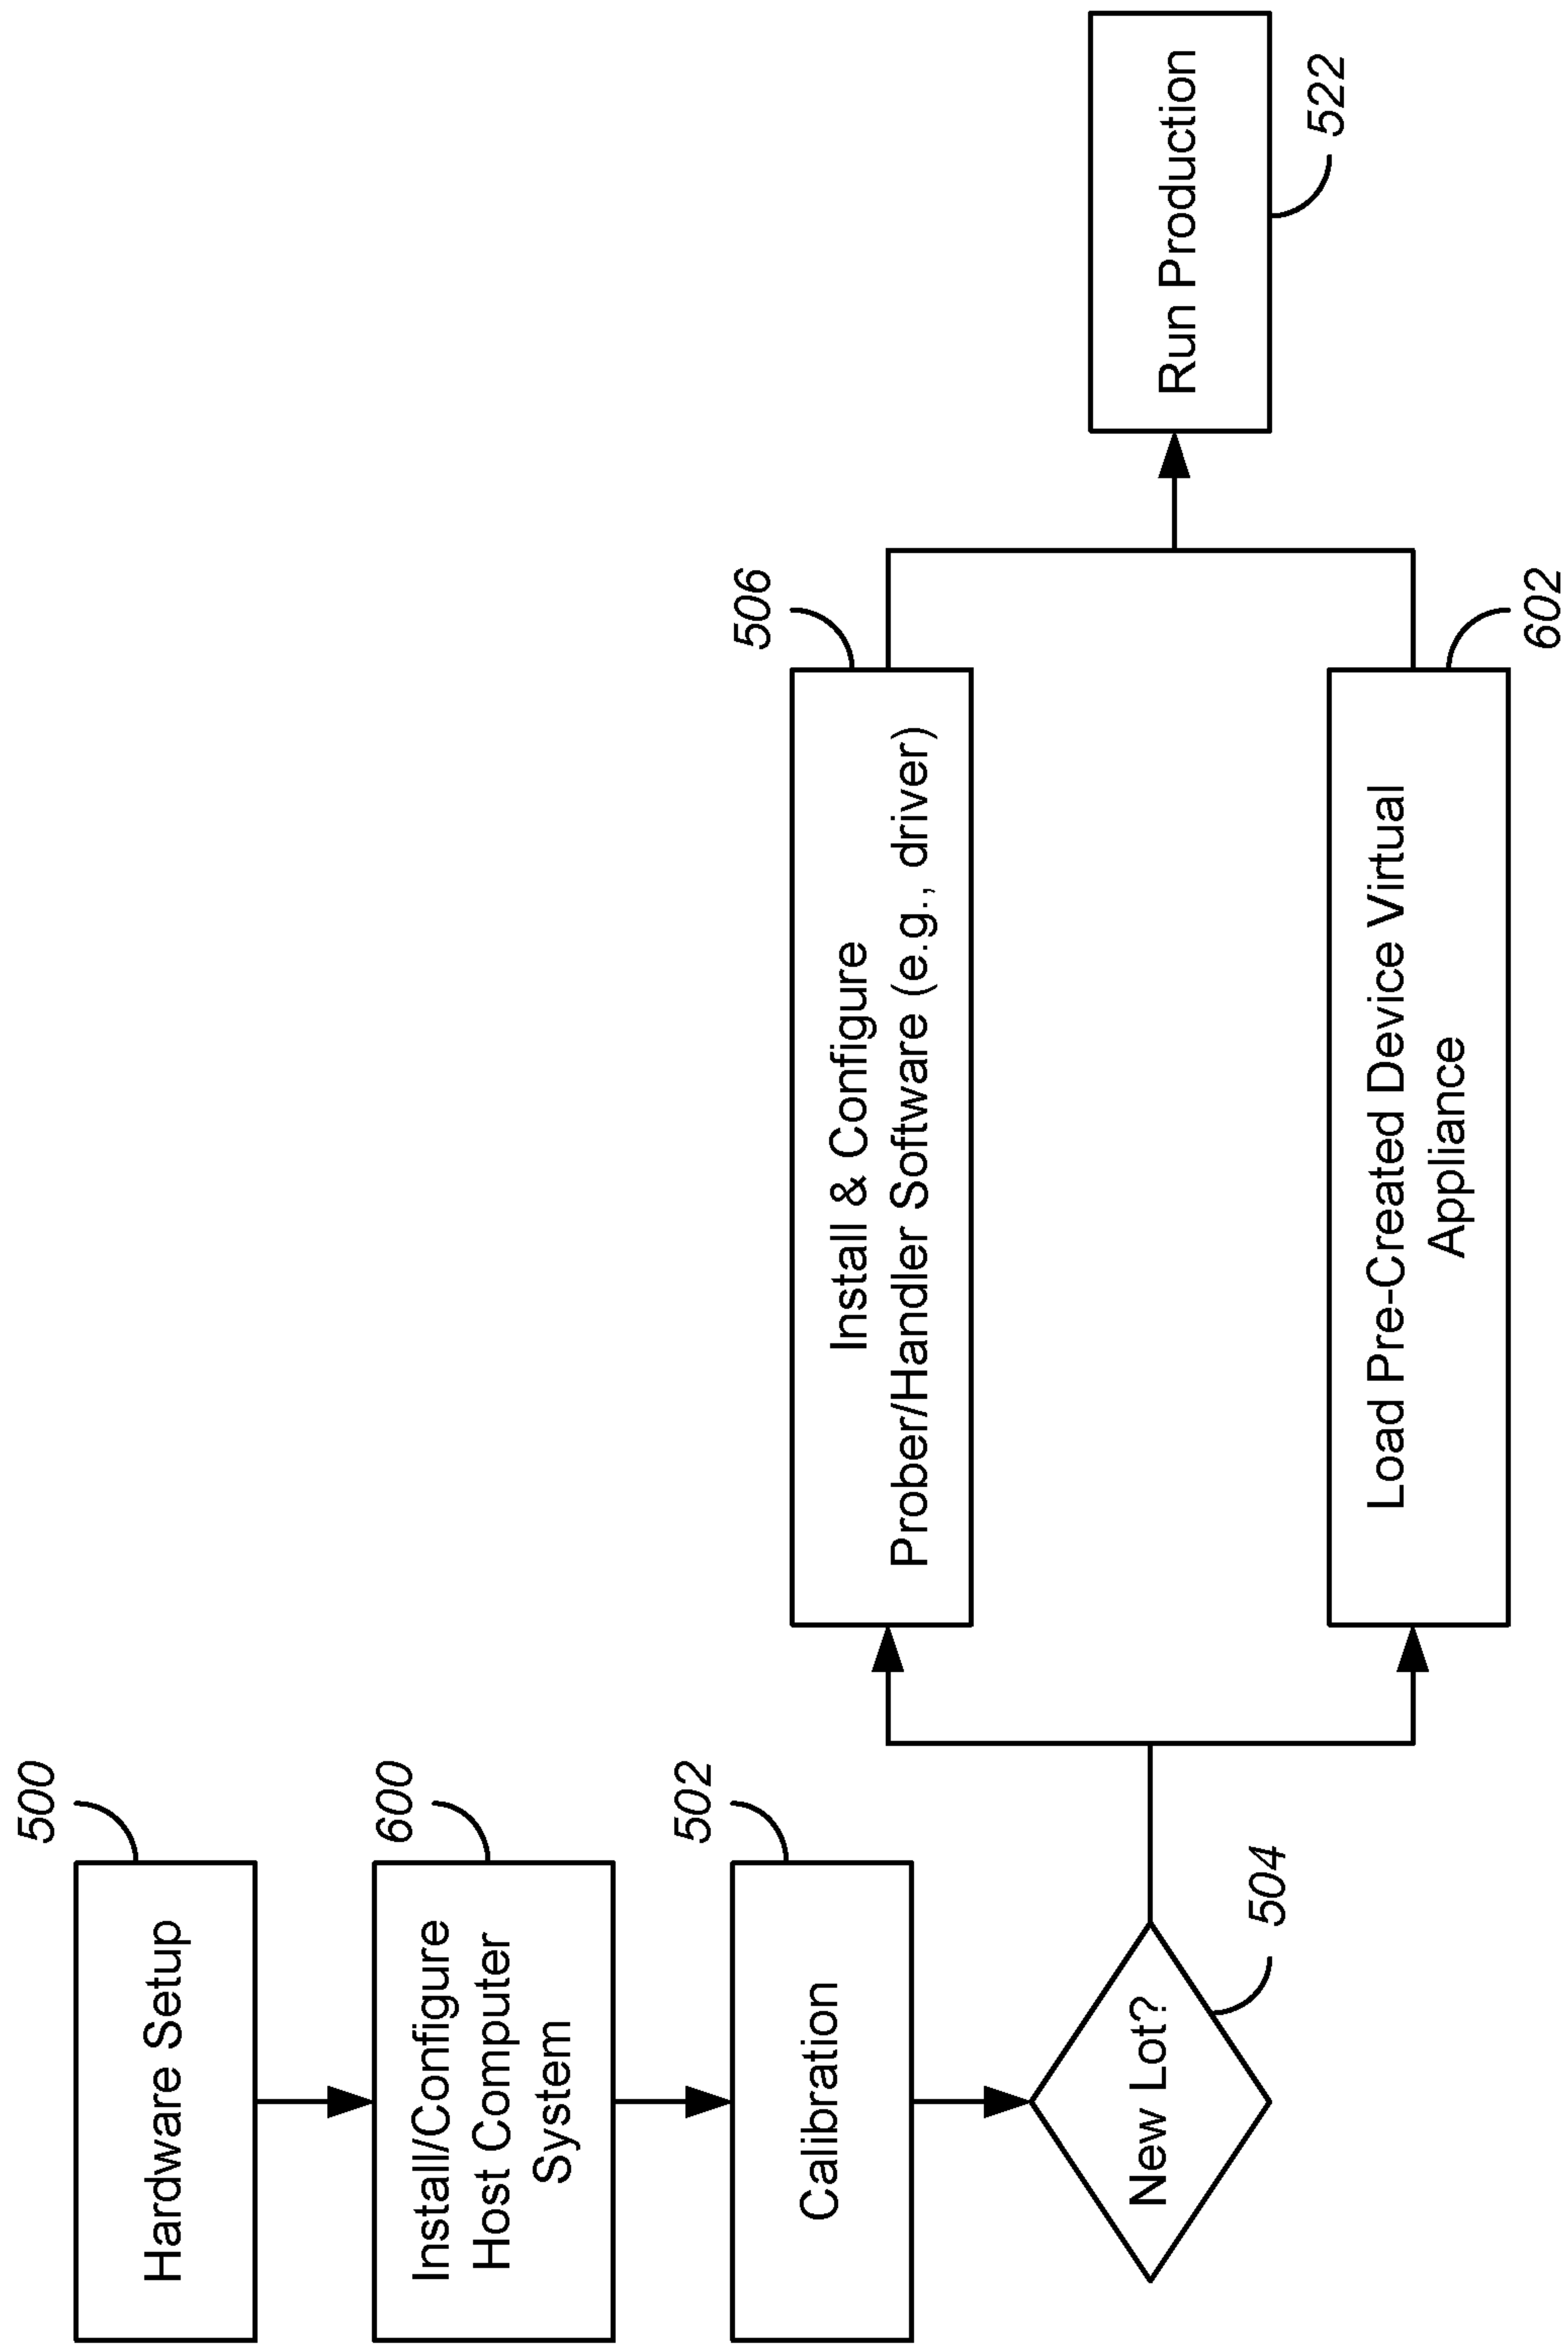 500
Hardware Setup
600
Install/Configure
Host Computer
System
502
Calibration
New Lot?
504
506
Install & Configure
Prober/Handler Software (e.g., driver)
Load Pre-Created Device Virtual
Appliance
602
Run Production
522